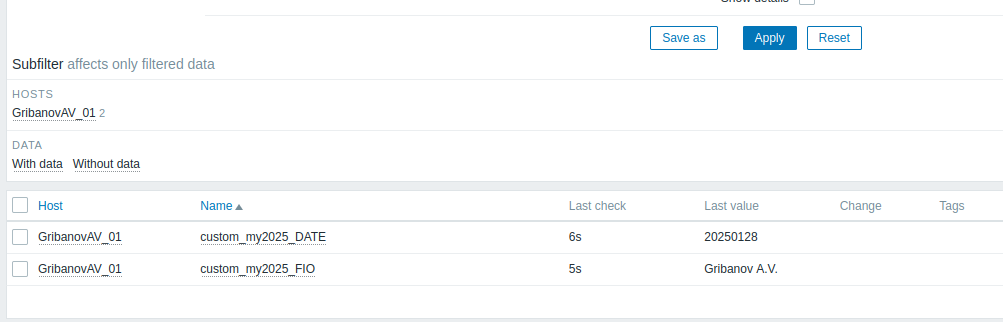 Show details
Save as Apply Reset
Subfilter affects only filtered data
HOSTS
GribanovAV_01 2
DATA
With data Without data
Host Name Last check Last value Change Tags
GribanovAV_01 custom_my2025_DATE 6s 20250128
GribanovAV_01 custom_my2025_FIO 5s Gribanov A.V.